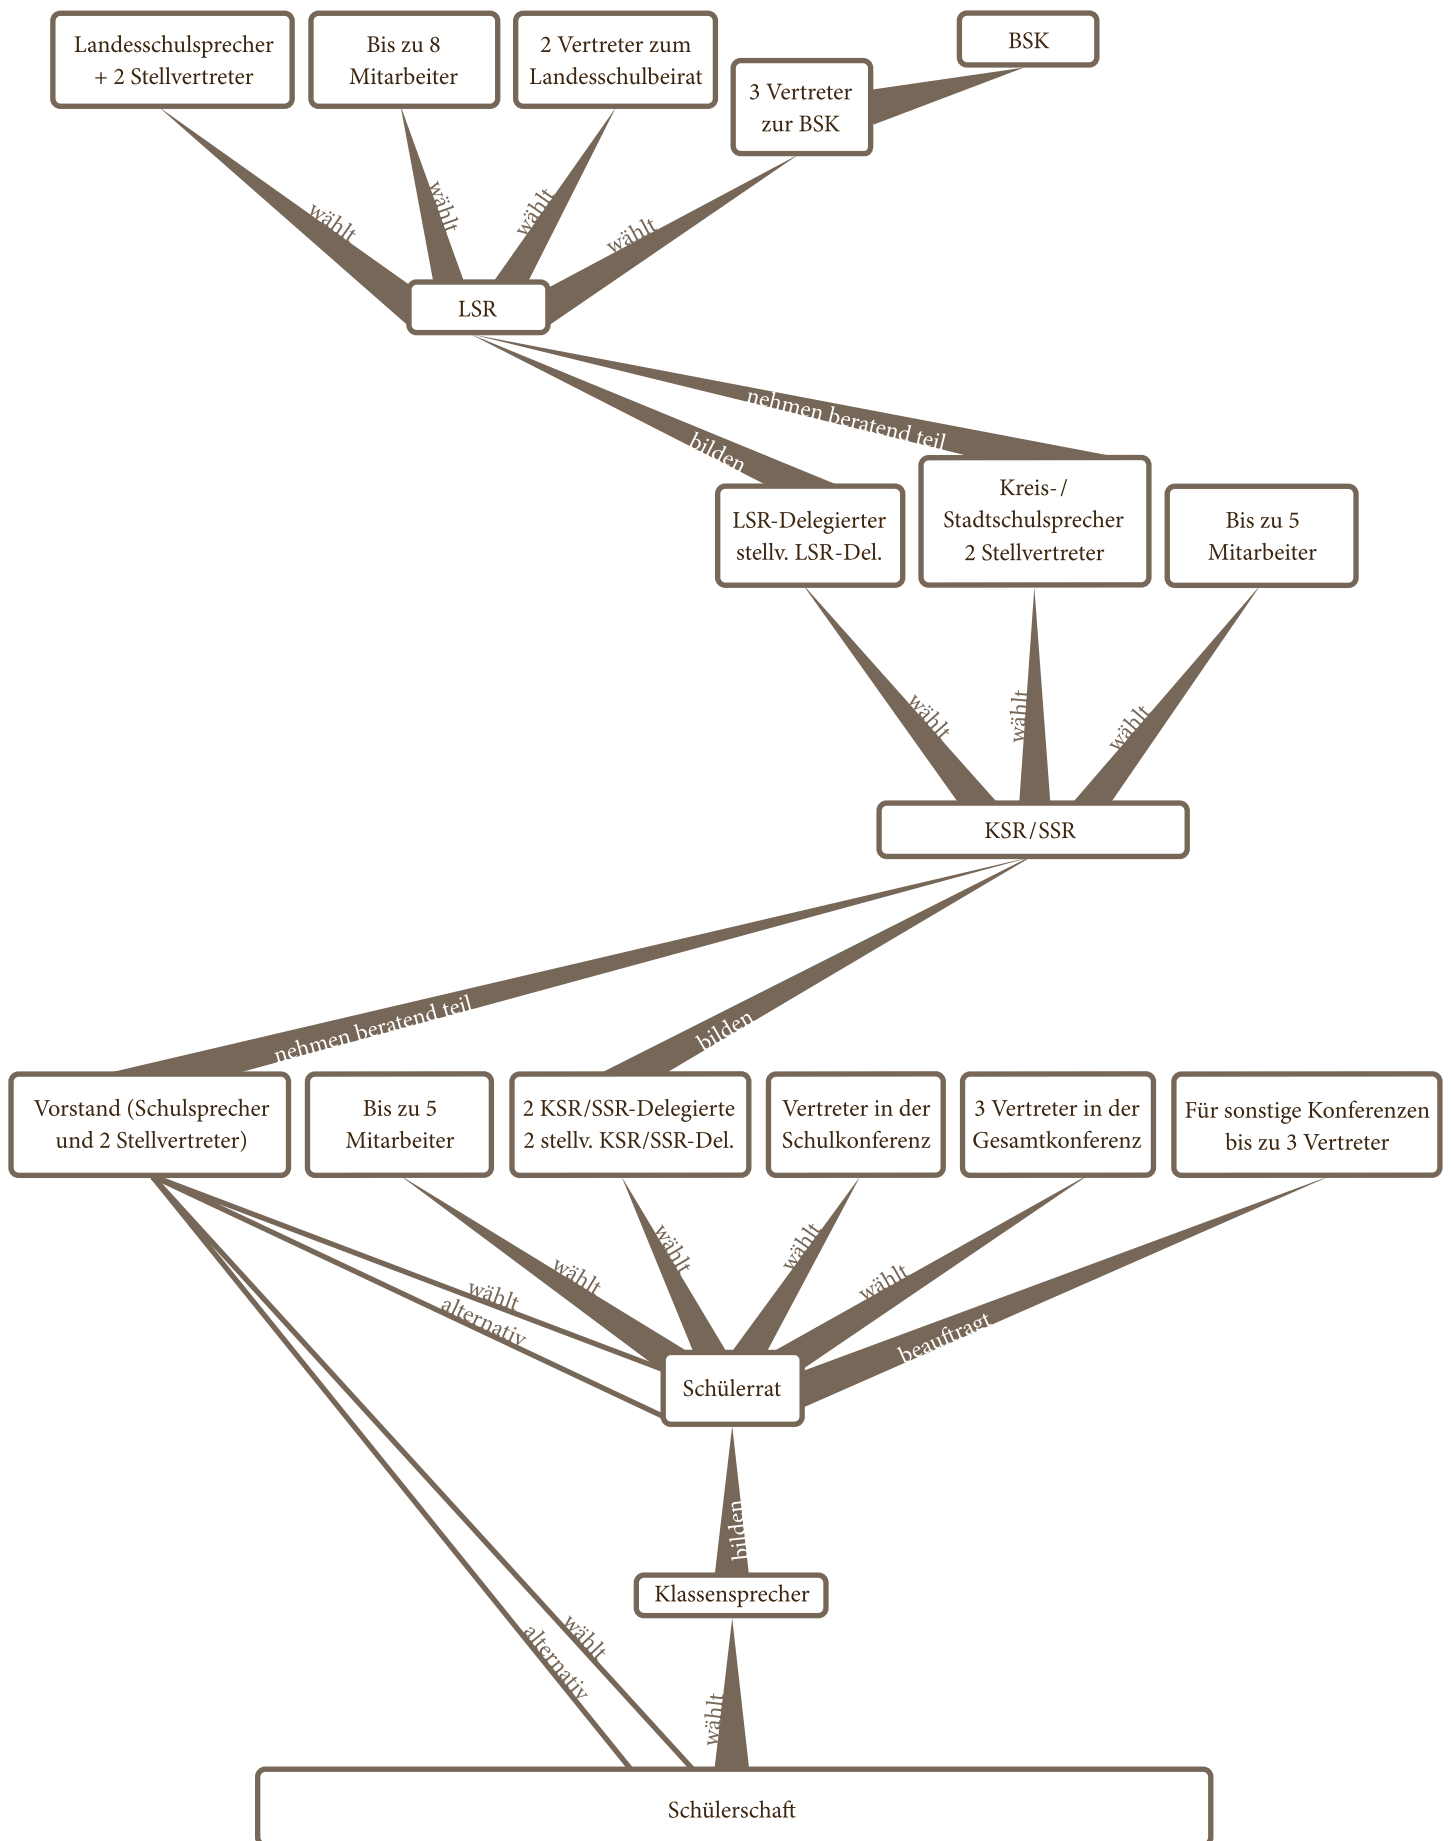 Landesschulsprecher
+ 2 Stellvertreter
Bis zu 8
Mitarbeiter
2 Vertreter zum
Landesschulbeirat
3 Vertreter
zur BSK
BSK
wählt
wählt
wählt
wählt
LSR
nehmen beratend teil
bilden
LSR-Delegierter
stellv. LSR-Del.
Kreis-/
Stadtschulsprecher
2 Stellvertreter
Bis zu 5
Mitarbeiter
wählt
wählt
wählt
KSR/SSR
nehmen beratend teil
bilden
Vorstand (Schulsprecher
und 2 Stellvertreter)
Bis zu 5
Mitarbeiter
2 KSR/SSR-Delegierte
2 stellv. KSR/SSR-Del.
Vertreter in der
Schulkonferenz
3 Vertreter in der
Gesamtkonferenz
Für sonstige Konferenzen
bis zu 3 Vertreter
wählt
alternativ
wählt
wählt
wählt
wählt
beauftragt
Schülerrat
bilden
Klassensprecher
wählt
alternativ
wählt
Schülerschaft